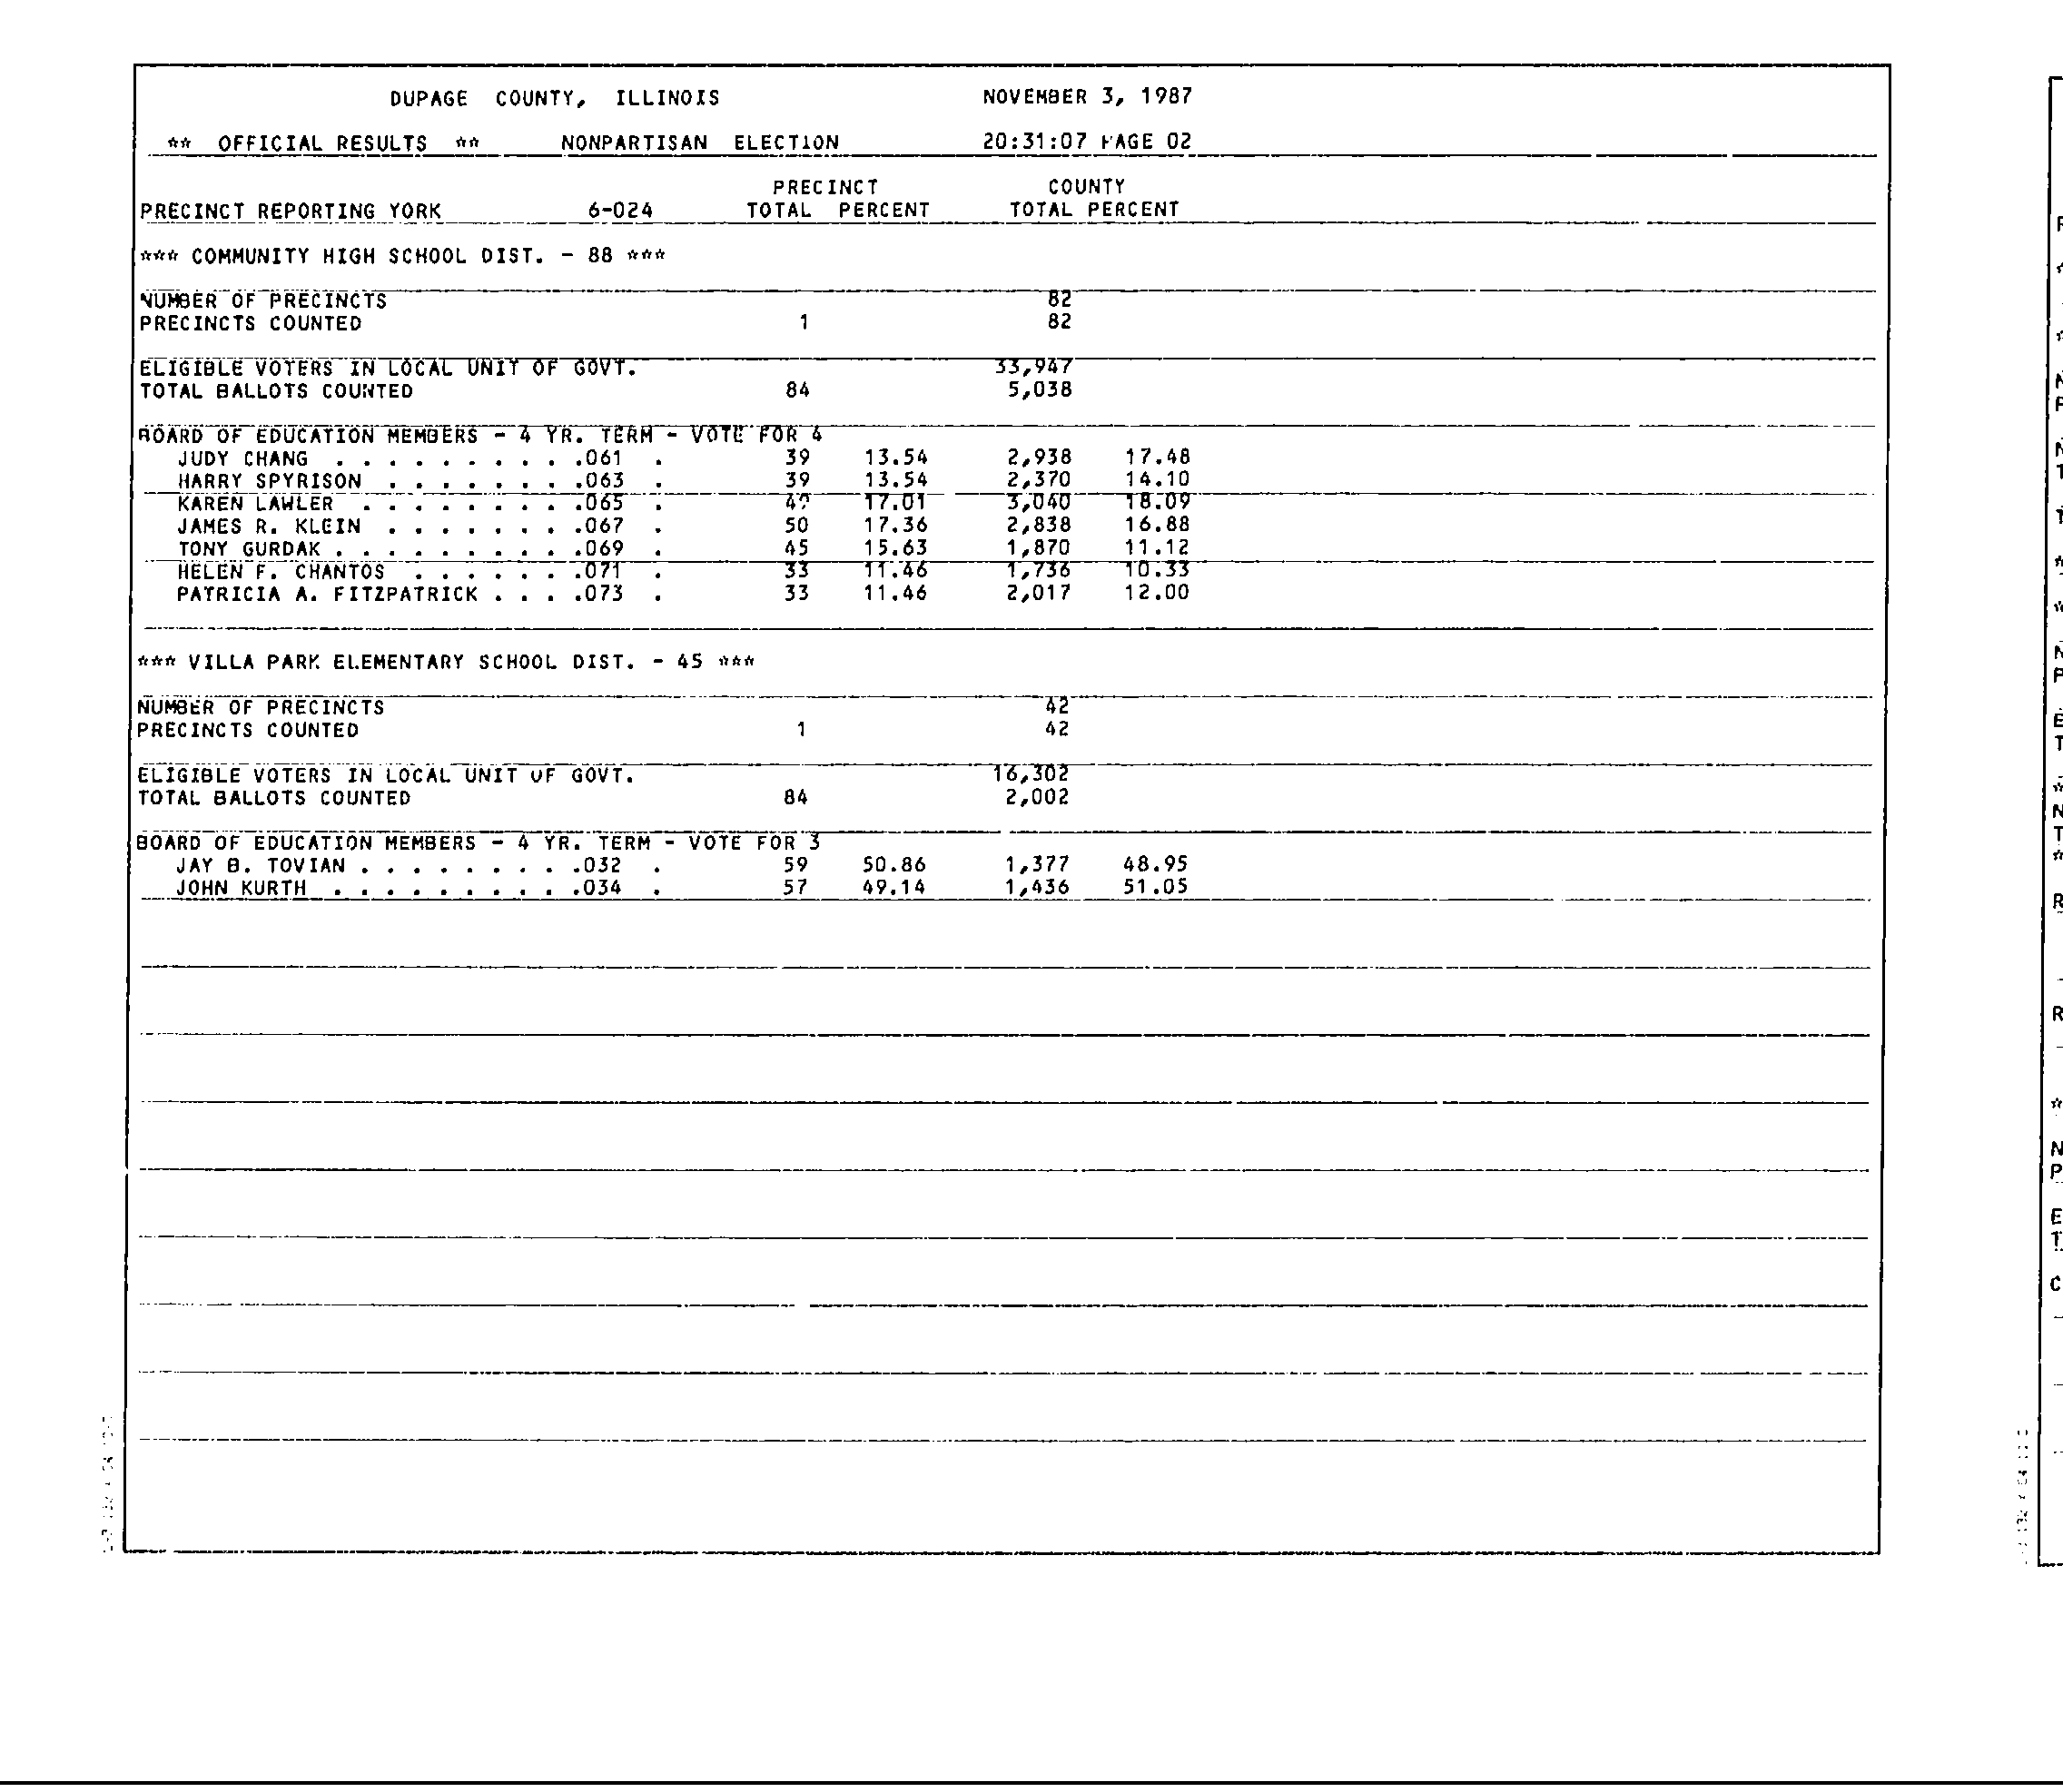 DUPAGE COUNTY, ILLINOIS NOVEMBER 3, 1987
** OFFICIAL RESULTS ** NONPARTISAN ELECTION 20:31:07 PAGE 02
PRECINCT COUNTY
PRECINCT REPORTING YORK 6-024 TOTAL PERCENT TOTAL PERCENT
*** COMMUNITY HIGH SCHOOL DIST. - 88 ***
NUMBER OF PRECINCTS 82
PRECINCTS COUNTED 1 82
ELIGIBLE VOTERS IN LOCAL UNIT OF GOVT. 33,947
TOTAL BALLOTS COUNTED 84 5,038
BOARD OF EDUCATION MEMBERS - 4 YR. TERM - VOTE FOR 4
JUDY CHANG . . . . . . . . . .061 . 39 13.54 2,938 17.48
HARRY SPYRISON . . . . . . . .063 . 39 13.54 2,370 14.10
KAREN LAWLER . . . . . . . . .065 . 49 17.01 3,040 18.09
JAMES R. KLEIN . . . . . . . .067 . 50 17.36 2,838 16.88
TONY GURDAK . . . . . . . . . .069 . 45 15.63 1,870 11.12
HELEN F. CHANTOS . . . . . . .071 . 33 11.46 1,736 10.33
PATRICIA A. FITZPATRICK . . . .073 . 33 11.46 2,017 12.00
*** VILLA PARK ELEMENTARY SCHOOL DIST. - 45 ***
NUMBER OF PRECINCTS 42
PRECINCTS COUNTED 1 42
ELIGIBLE VOTERS IN LOCAL UNIT OF GOVT. 16,302
TOTAL BALLOTS COUNTED 84 2,002
BOARD OF EDUCATION MEMBERS - 4 YR. TERM - VOTE FOR 3
JAY B. TOVIAN . . . . . . . . .032 . 59 50.86 1,377 48.95
JOHN KURTH . . . . . . . . . .034 . 57 49.14 1,436 51.05